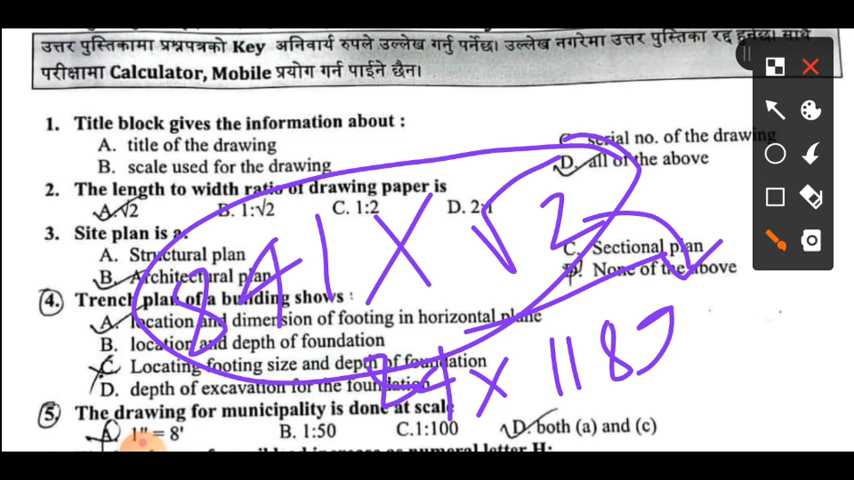 उत्तर पुस्तिकामा प्रश्नपत्रको Key अनिवार्य रुपले उल्लेख गर्नु पर्नेछ। उल्लेख नगरेमा उत्तर पुस्तिका रद्द हुनेछ। साथै
परीक्षामा Calculator, Mobile प्रयोग गर्न पाईने छैन।
1. Title block gives the information about :
A. title of the drawing
C. serial no. of the drawing
B. scale used for the drawing
D. all of the above
2. The length to width ratio of drawing paper is
A. √2 B. 1:√2 C. 1:2 D. 2:1
3. Site plan is a:
A. Structural plan
C. Sectional plan
B. Architectural plan
D. None of the above
4. Trench plan of a building shows :
A. location and dimension of footing in horizontal plane
B. location and depth of foundation
C. Locating footing size and depth of foundation
D. depth of excavation for the foundation
5. The drawing for municipality is done at scale
A. 1" = 8' B. 1:50 C.1:100 D. both (a) and (c)
841 x √2
84 x 118